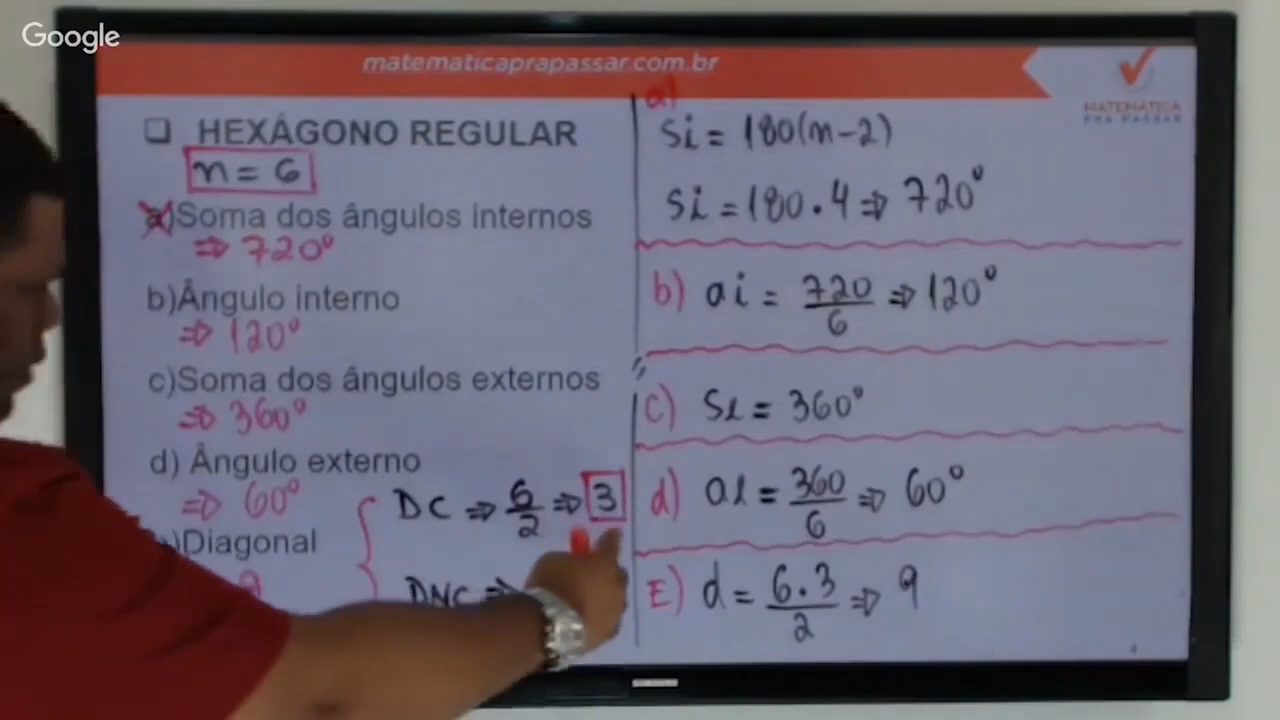 Google
matematicaprapassar.com.br
MATEMÁTICA
PRA PASSAR
HEXÁGONO REGULAR
n = 6
a)Soma dos ângulos internos
⇒ 720°
b)Ângulo interno
⇒ 120°
c)Soma dos ângulos externos
⇒ 360°
d) Ângulo externo
⇒ 60°
)Diagonal
9
DC ⇒ 6/2 ⇒ 3
DNC ⇒
a)
Si = 180(n-2)
Si = 180.4 ⇒ 720°
b) ai = 720/6 ⇒ 120°
c) Se = 360°
d) ae = 360/6 ⇒ 60°
E) d = 6.3/2 ⇒ 9